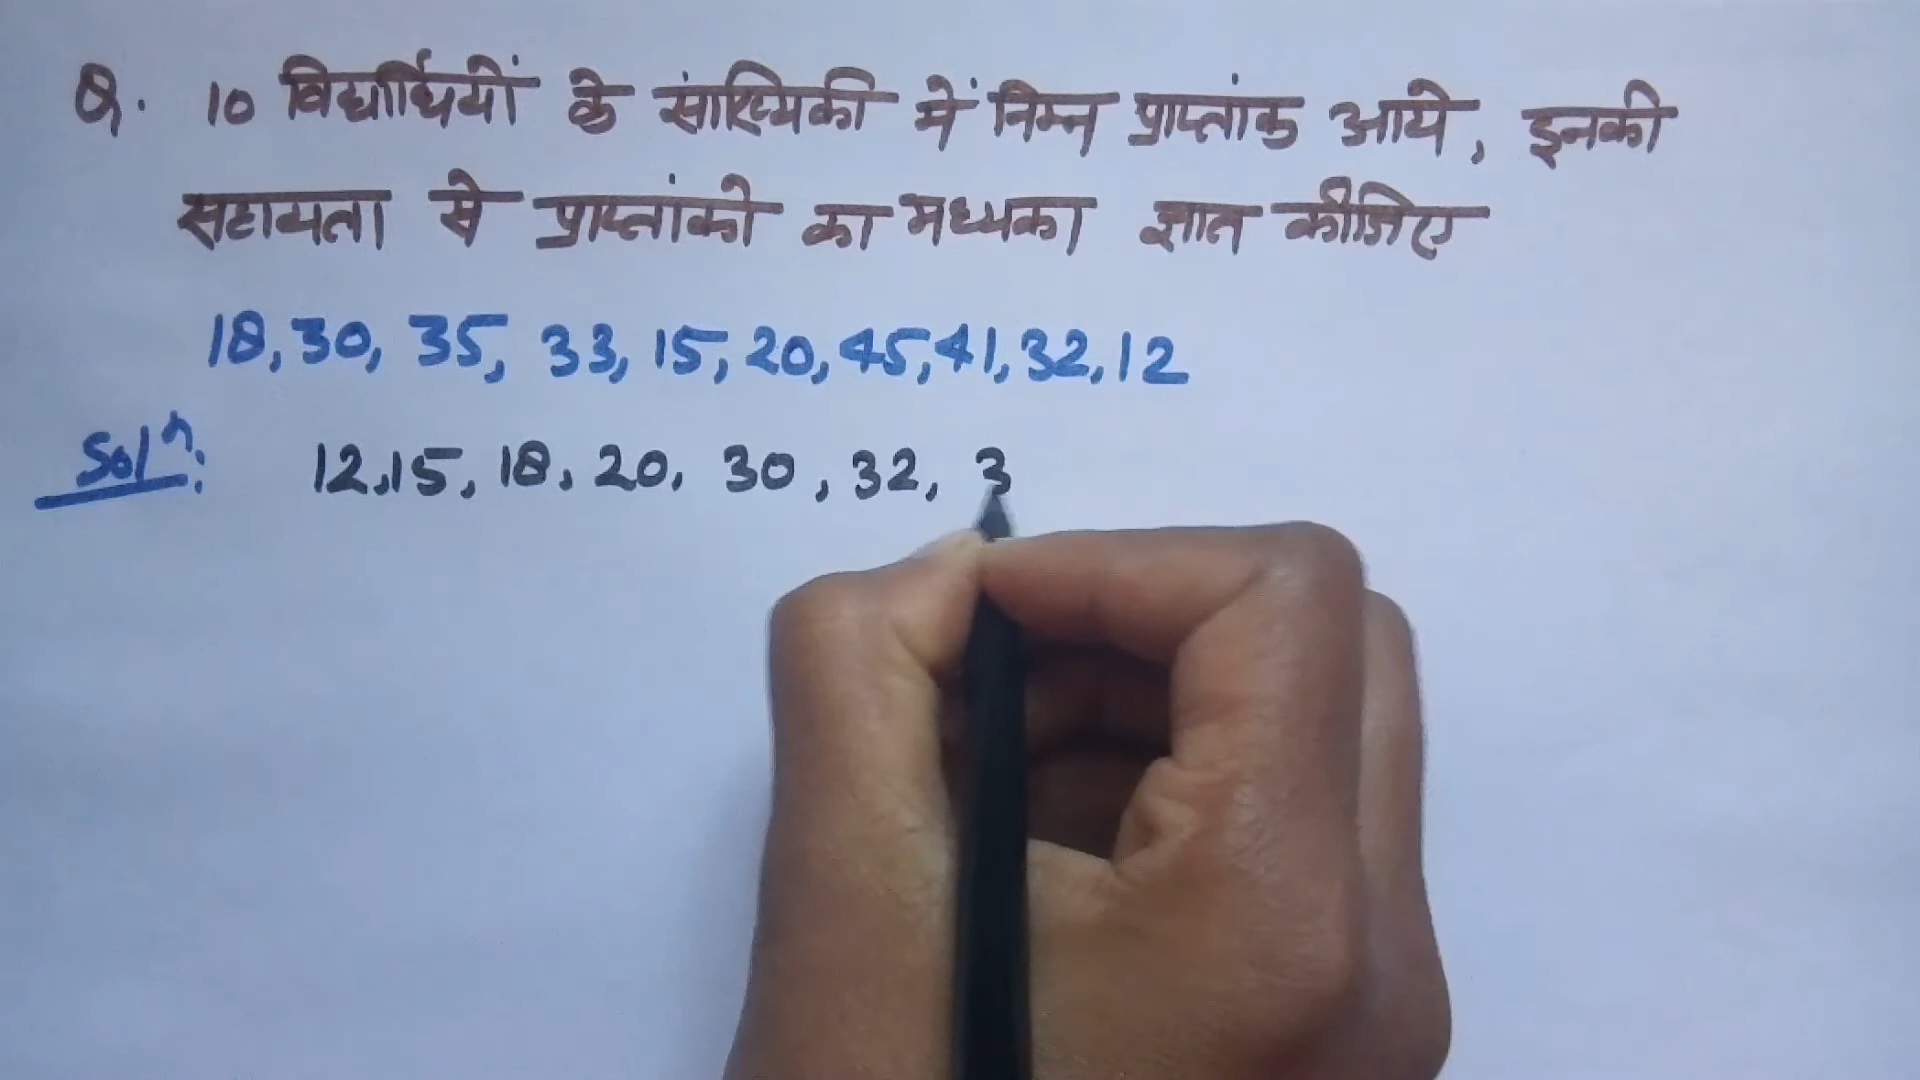 Q. 10 विद्यार्थियों के सांख्यिकी में निम्न प्राप्तांक आये, इनकी
सहायता से प्राप्तांको का मध्यका ज्ञात कीजिए
18, 30, 35, 33, 15, 20, 45, 41, 32, 12
Solⁿ: 12, 15, 18, 20, 30, 32, 3